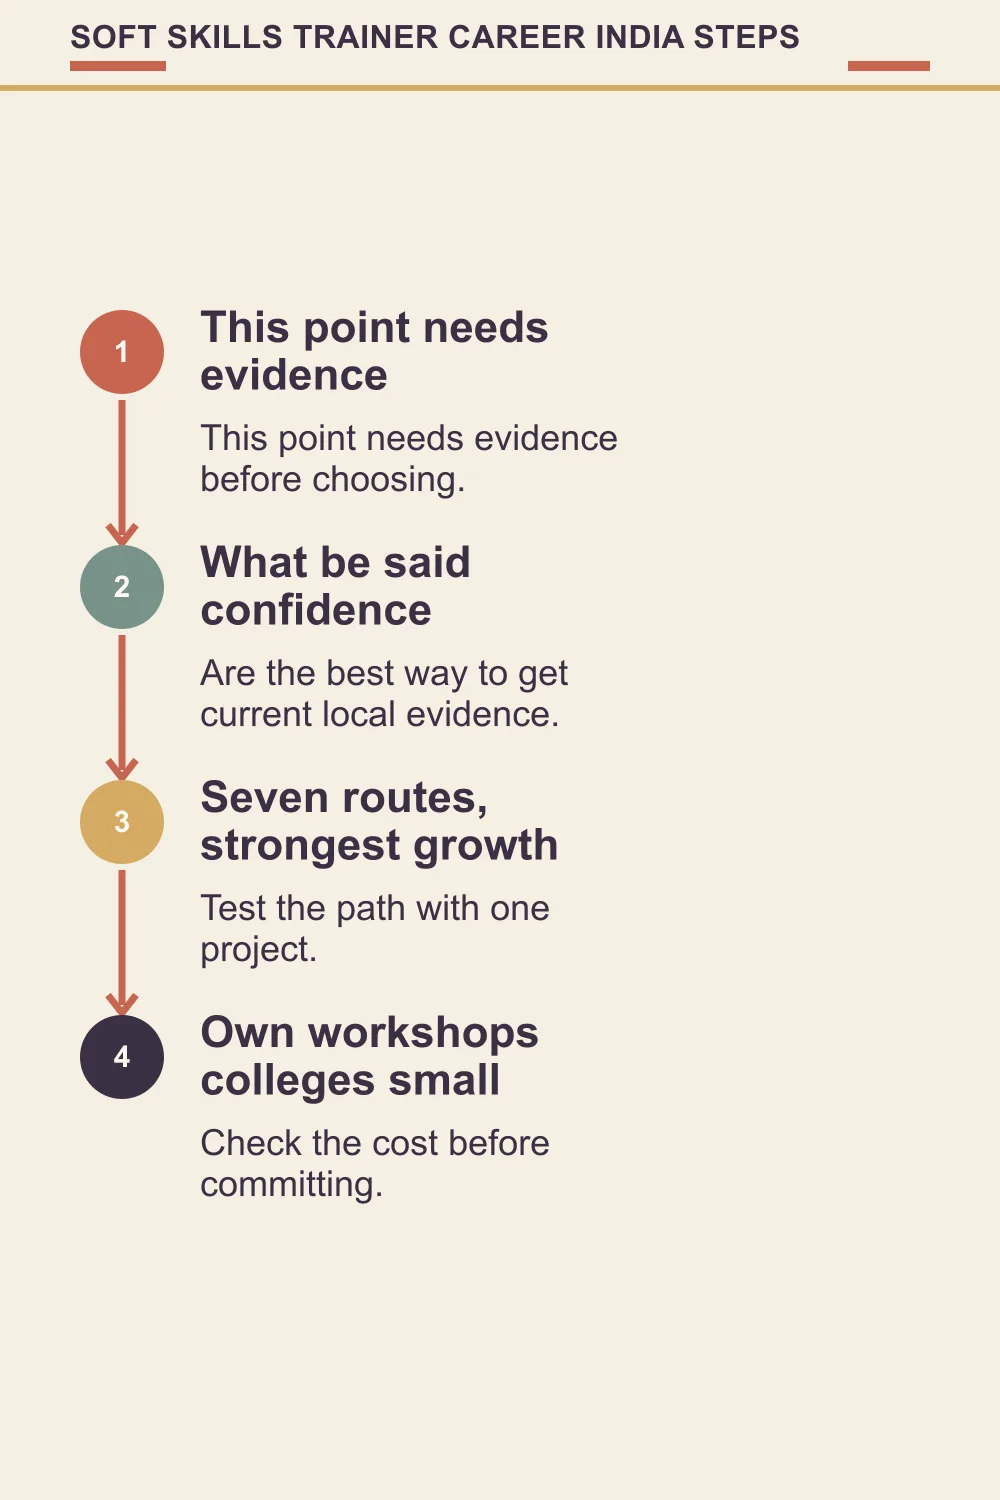 SOFT SKILLS TRAINER CAREER INDIA STEPS
1
This point needs
evidence
This point needs evidence
before choosing.
2
What be said
confidence
Are the best way to get
current local evidence.
3
Seven routes,
strongest growth
Test the path with one
project.
4
Own workshops
colleges small
Check the cost before
committing.